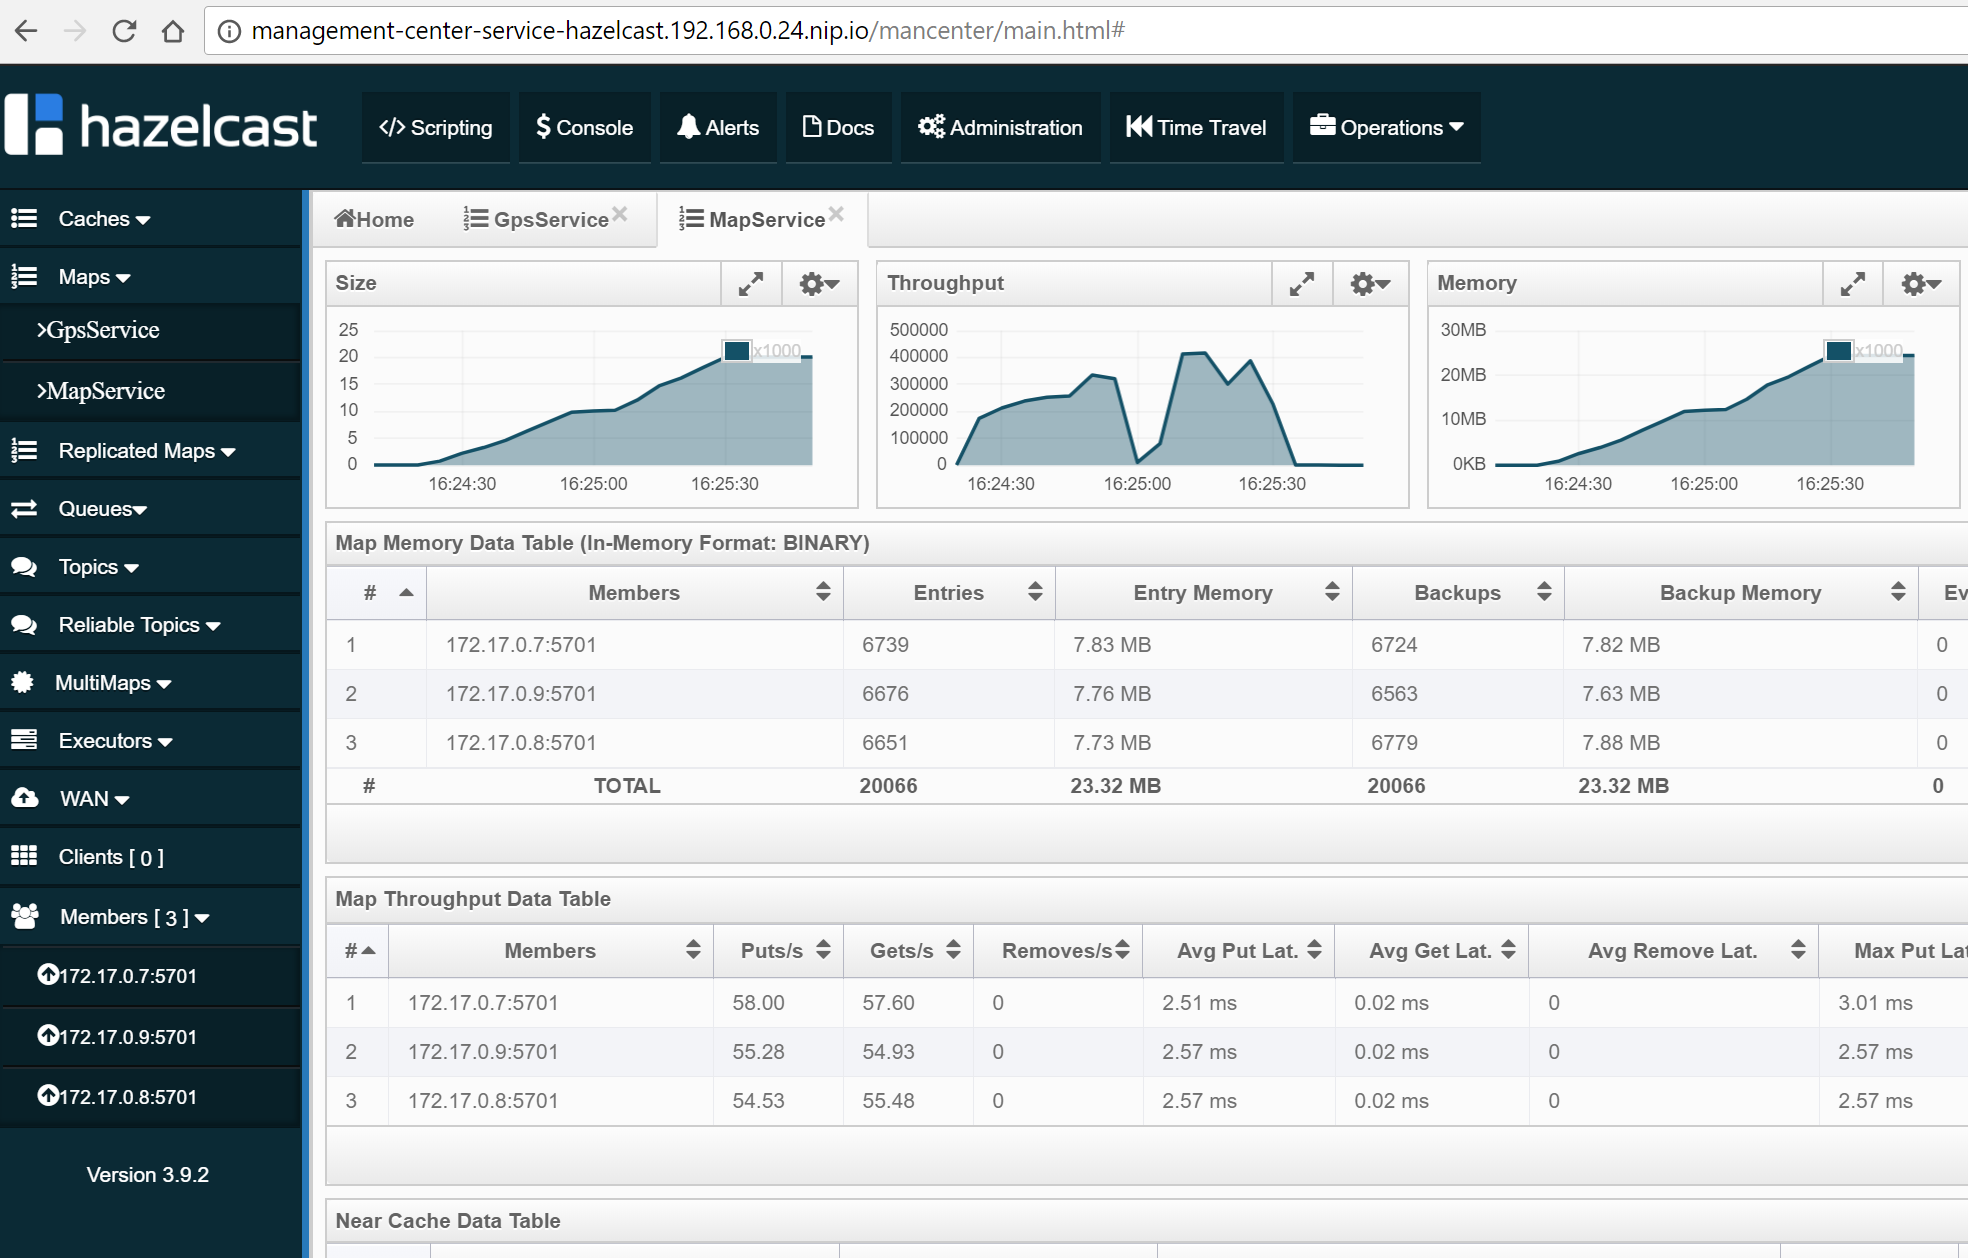 management-center-service-hazelcast.192.168.0.24.nip.io/mancenter/main.html#
hazelcast
</> Scripting
$ Console
Alerts
Docs
Administration
Time Travel
Operations
Caches
Maps
>GpsService
>MapService
Replicated Maps
Queues
Topics
Reliable Topics
MultiMaps
Executors
WAN
Clients [ 0 ]
Members [ 3 ]
172.17.0.7:5701
172.17.0.9:5701
172.17.0.8:5701
Version 3.9.2
Home
GpsService
MapService
Size
25
20
15
10
5
0
x1000
16:24:30 16:25:00 16:25:30
Throughput
500000
400000
300000
200000
100000
0
16:24:30 16:25:00 16:25:30
Memory
30MB
20MB
10MB
0KB
x1000
16:24:30 16:25:00 16:25:30
Map Memory Data Table (In-Memory Format: BINARY)
# Members Entries Entry Memory Backups Backup Memory Ev
1 172.17.0.7:5701 6739 7.83 MB 6724 7.82 MB 0
2 172.17.0.9:5701 6676 7.76 MB 6563 7.63 MB 0
3 172.17.0.8:5701 6651 7.73 MB 6779 7.88 MB 0
# TOTAL 20066 23.32 MB 20066 23.32 MB 0
Map Throughput Data Table
# Members Puts/s Gets/s Removes/s Avg Put Lat. Avg Get Lat. Avg Remove Lat. Max Put Lat
1 172.17.0.7:5701 58.00 57.60 0 2.51 ms 0.02 ms 0 3.01 ms
2 172.17.0.9:5701 55.28 54.93 0 2.57 ms 0.02 ms 0 2.57 ms
3 172.17.0.8:5701 54.53 55.48 0 2.57 ms 0.02 ms 0 2.57 ms
Near Cache Data Table